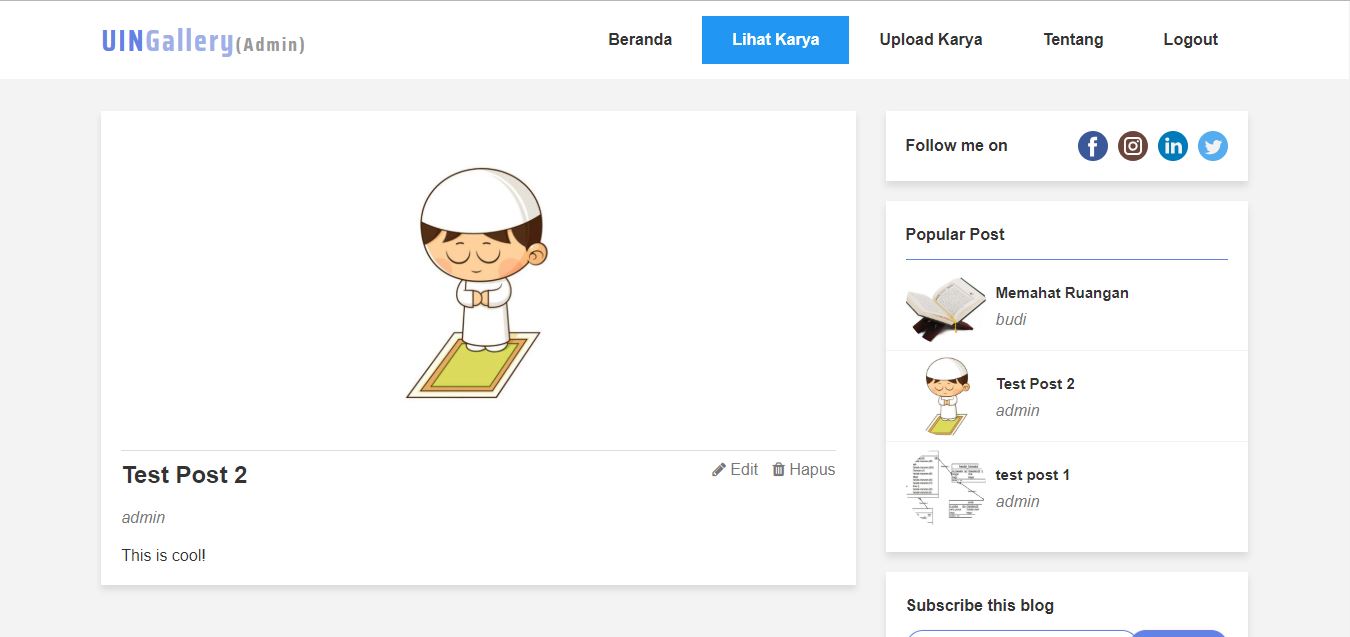 UINGallery(Admin)
Beranda
Lihat Karya
Upload Karya
Tentang
Logout
Test Post 2
Edit
Hapus
admin
This is cool!
Follow me on
Popular Post
Memahat Ruangan
budi
Test Post 2
admin
test post 1
admin
Subscribe this blog